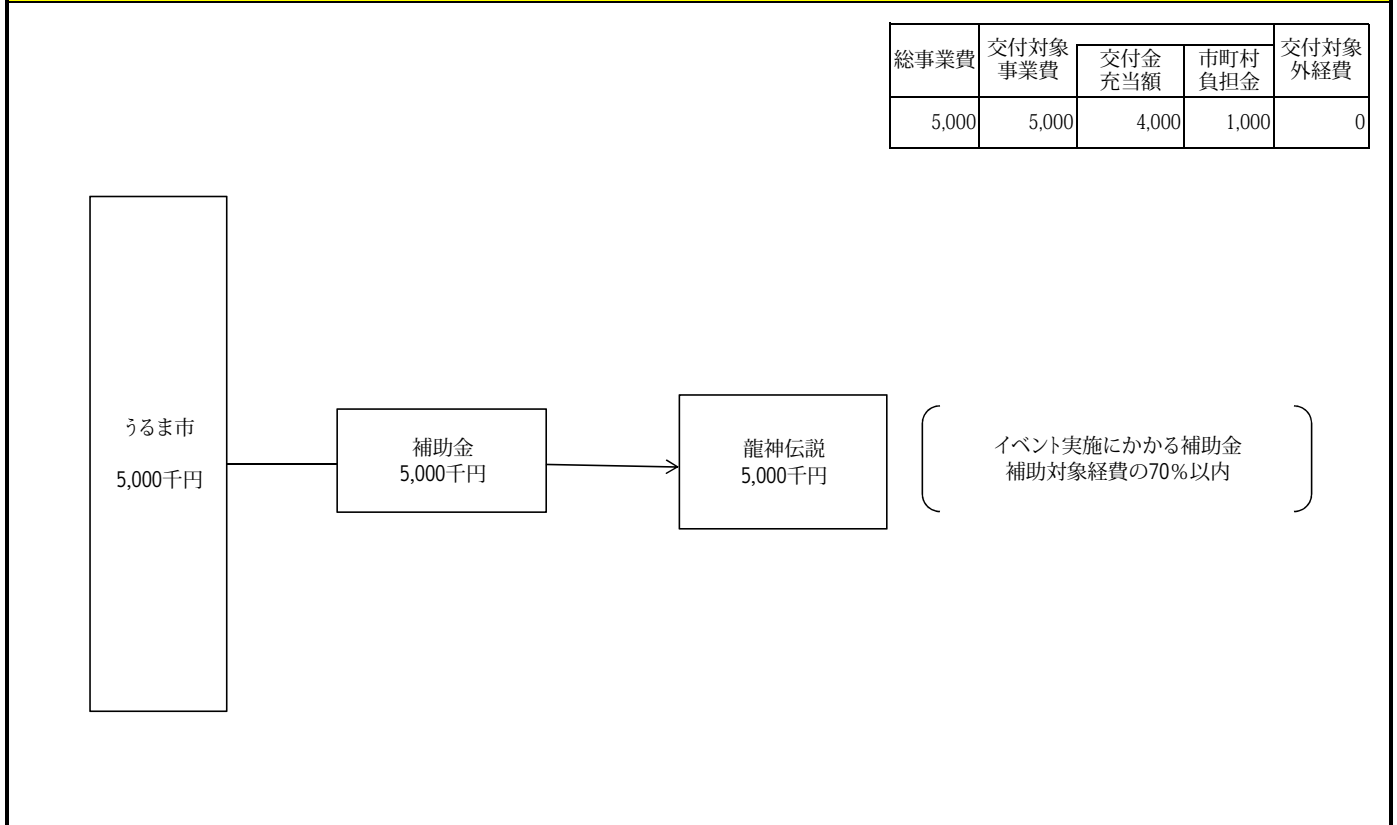 総事業費
交付対象
事業費
交付金
充当額
市町村
負担金
交付対象
外経費
5,000
5,000
4,000
1,000
0
うるま市
5,000千円
補助金
5,000千円
龍神伝説
5,000千円
イベント実施にかかる補助金
補助対象経費の70%以内